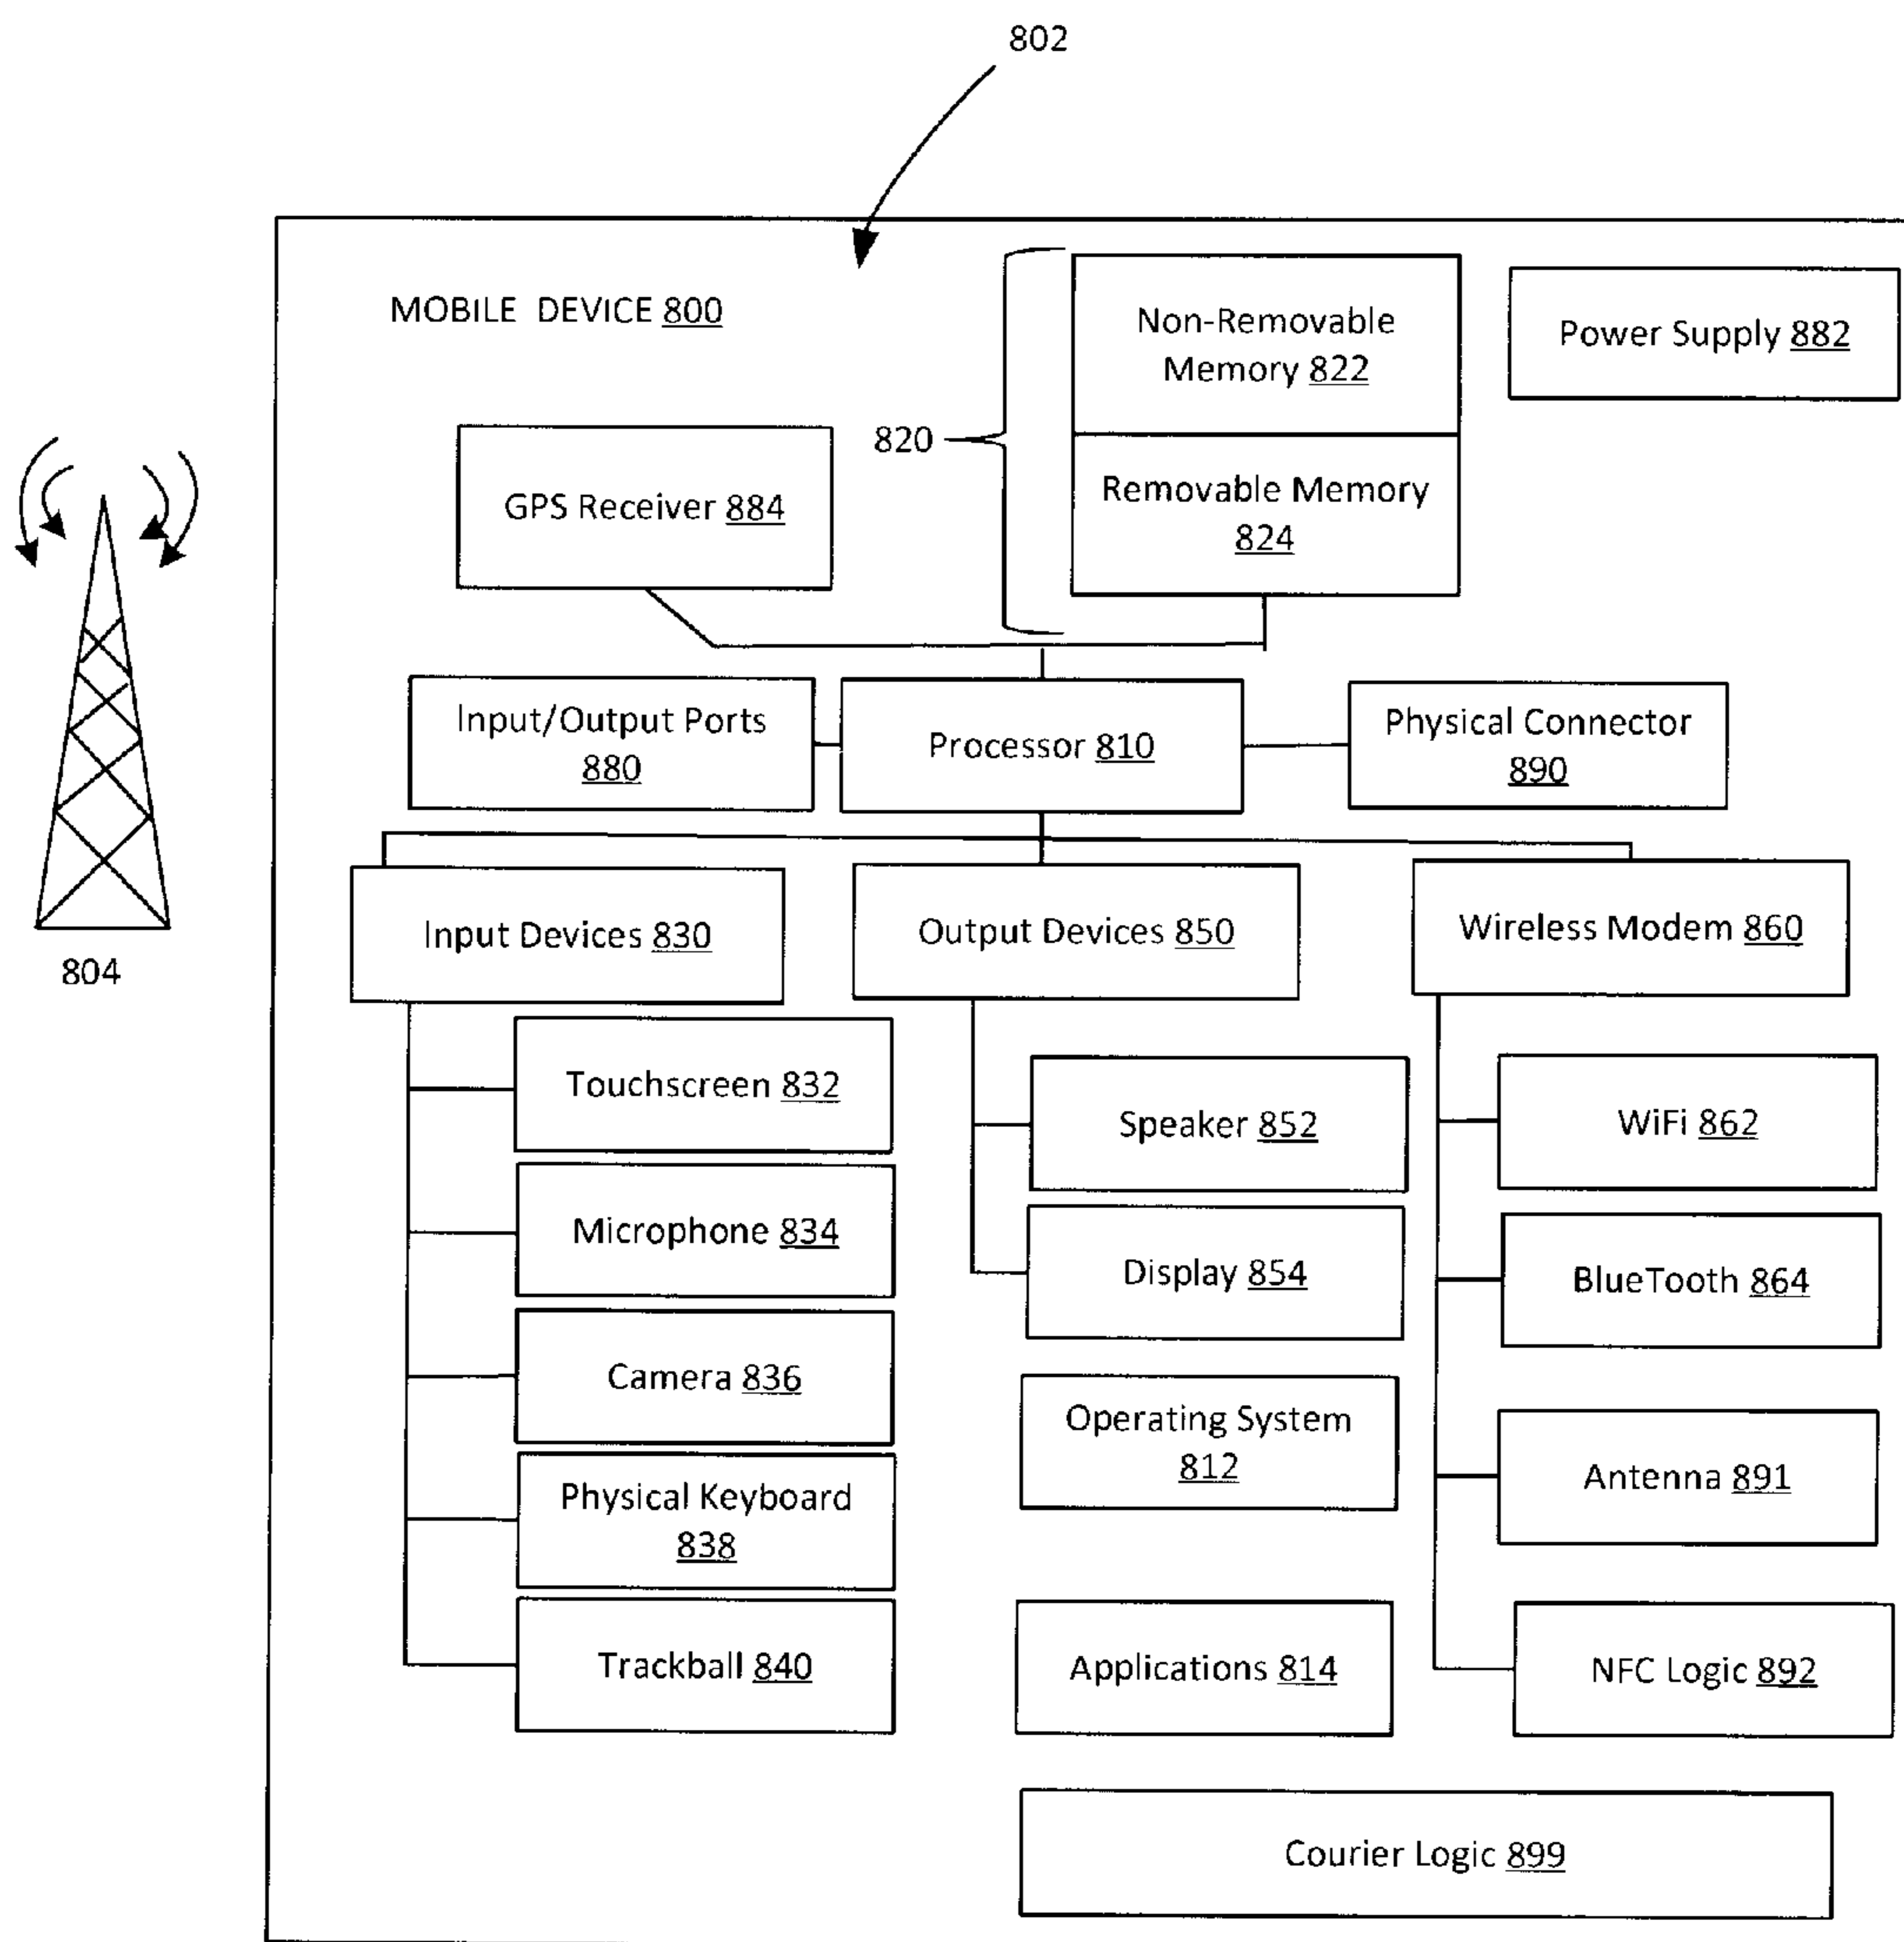 802
MOBILE DEVICE 800
Non-Removable
Memory 822
Power Supply 882
820
GPS Receiver 884
Removable Memory
824
Input/Output Ports
880
Processor 810
Physical Connector
890
Input Devices 830
Output Devices 850
Wireless Modem 860
804
Touchscreen 832
Speaker 852
WiFi 862
Microphone 834
Display 854
BlueTooth 864
Camera 836
Operating System
812
Antenna 891
Physical Keyboard
838
Trackball 840
Applications 814
NFC Logic 892
Courier Logic 899